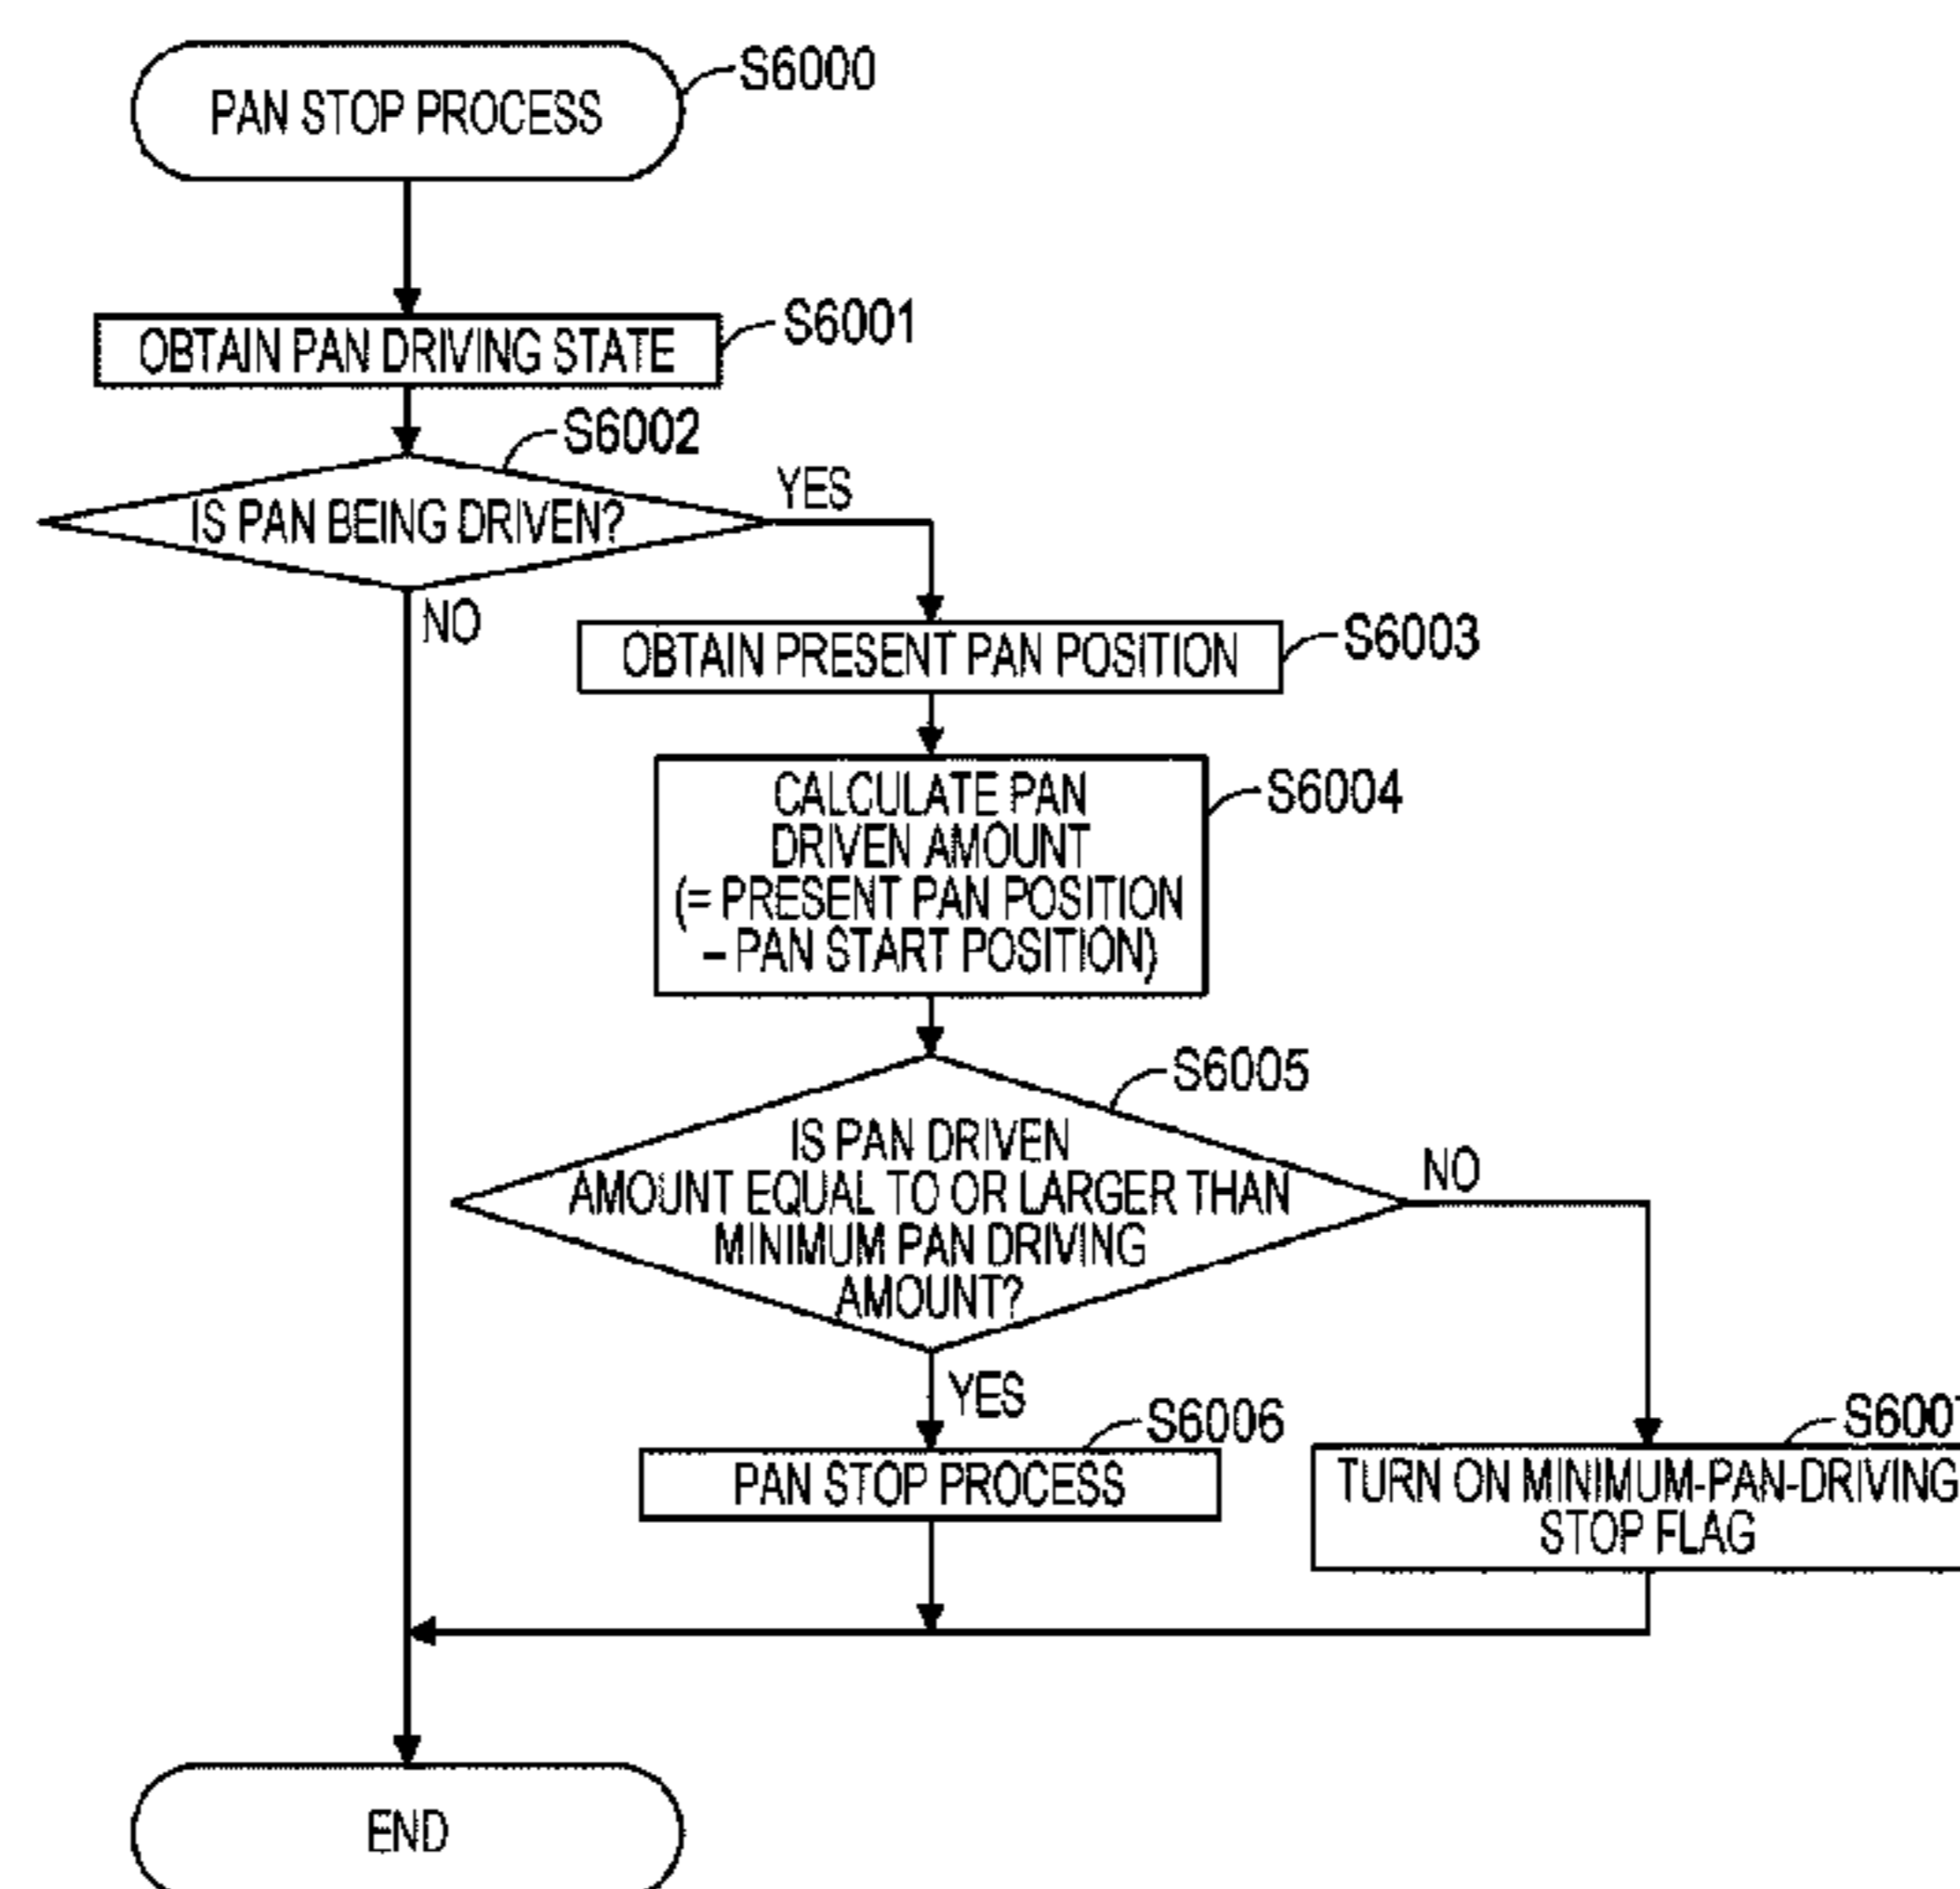 PAN STOP PROCESS
S6000
OBTAIN PAN DRIVING STATE
S6001
S6002
IS PAN BEING DRIVEN?
YES
NO
OBTAIN PRESENT PAN POSITION
S6003
CALCULATE PAN
DRIVEN AMOUNT
(= PRESENT PAN POSITION
– PAN START POSITION)
S6004
S6005
IS PAN DRIVEN
AMOUNT EQUAL TO OR LARGER THAN
MINIMUM PAN DRIVING
AMOUNT?
NO
YES
S6006
PAN STOP PROCESS
S6007
TURN ON MINIMUM-PAN-DRIVING
STOP FLAG
END